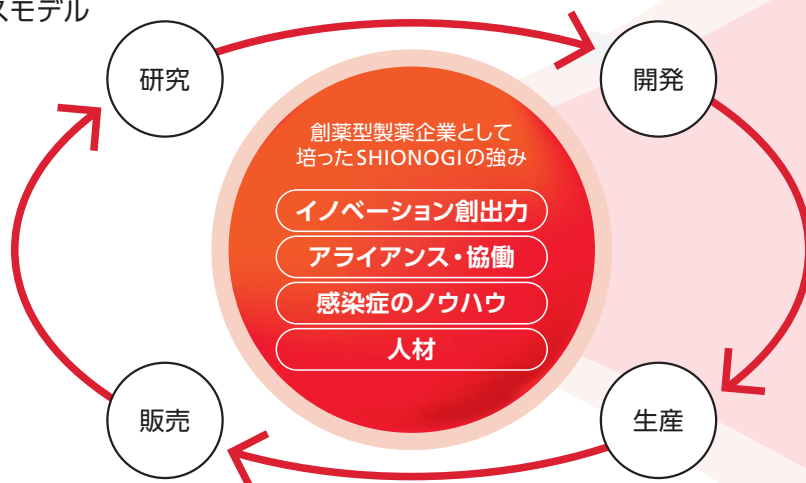 スモデル
研究
開発
創薬型製薬企業として
培ったSHIONOGIの強み
イノベーション創出力
アライアンス・協働
感染症のノウハウ
人材
販売
生産